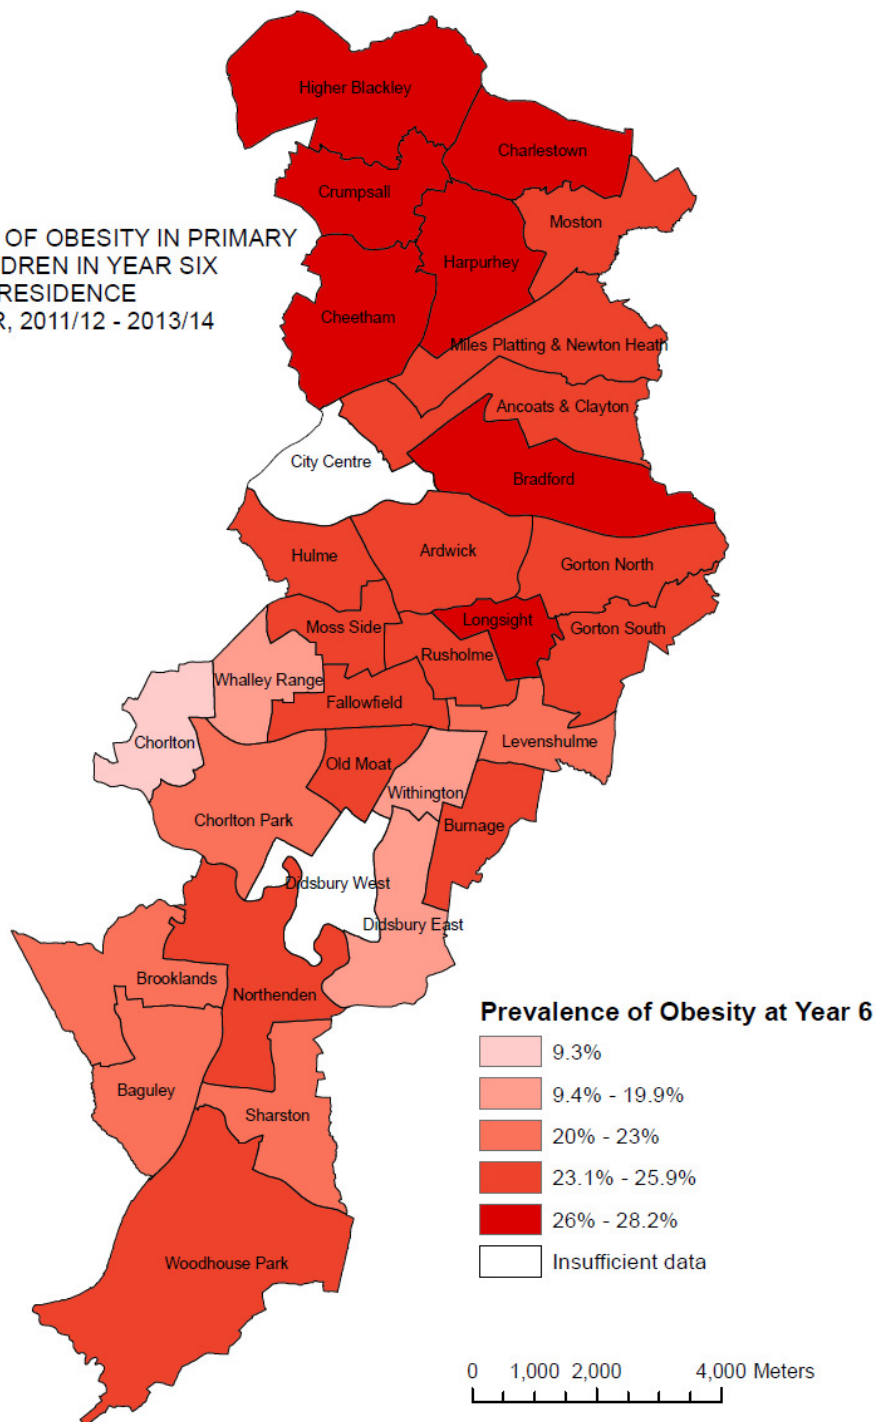 Higher Blackley
Charlestown
Crumpsall
Moston
OF OBESITY IN PRIMARY
DREN IN YEAR SIX
RESIDENCE
R, 2011/12 - 2013/14
Harpurhey
Cheetham
Miles Platting & Newton Heath
Ancoats & Clayton
City Centre
Bradford
Hulme
Ardwick
Gorton North
Longsight
Moss Side
Gorton South
Rusholme
Whalley Range
Fallowfield
Chorlton
Levenshulme
Old Moat
Withington
Chorlton Park
Burnage
Didsbury West
Didsbury East
Brooklands
Northenden
Baguley
Sharston
Woodhouse Park
Prevalence of Obesity at Year 6
9.3%
9.4% - 19.9%
20% - 23%
23.1% - 25.9%
26% - 28.2%
Insufficient data
0 1,000 2,000 4,000 Meters